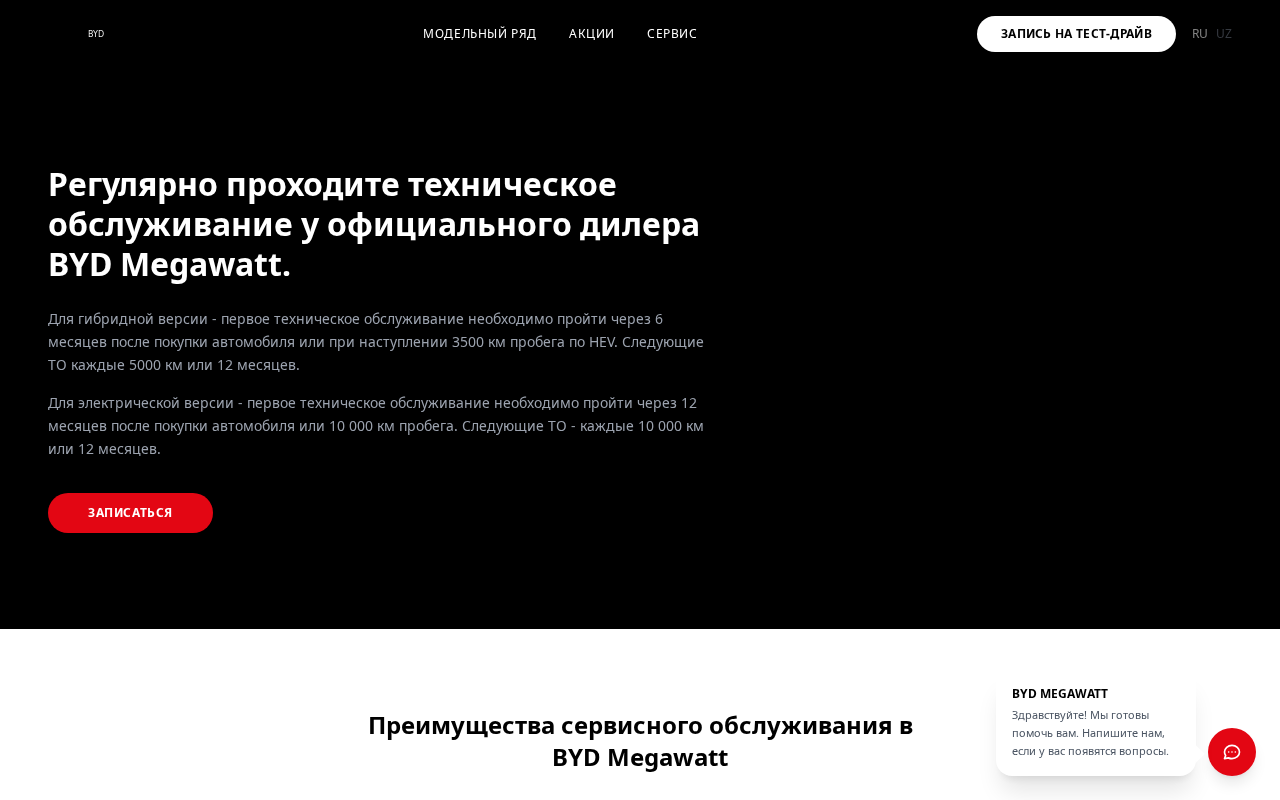 BYD
МОДЕЛЬНЫЙ РЯД
АКЦИИ
СЕРВИС
ЗАПИСЬ НА ТЕСТ-ДРАЙВ
RU
UZ
Регулярно проходите техническое
обслуживание у официального дилера
BYD Megawatt.
Для гибридной версии - первое техническое обслуживание необходимо пройти через 6
месяцев после покупки автомобиля или при наступлении 3500 км пробега по HEV. Следующие
ТО каждые 5000 км или 12 месяцев.
Для электрической версии - первое техническое обслуживание необходимо пройти через 12
месяцев после покупки автомобиля или 10 000 км пробега. Следующие ТО - каждые 10 000 км
или 12 месяцев.
ЗАПИСАТЬСЯ
Преимущества сервисного обслуживания в
BYD Megawatt
BYD MEGAWATT
Здравствуйте! Мы готовы
помочь вам. Напишите нам,
если у вас появятся вопросы.